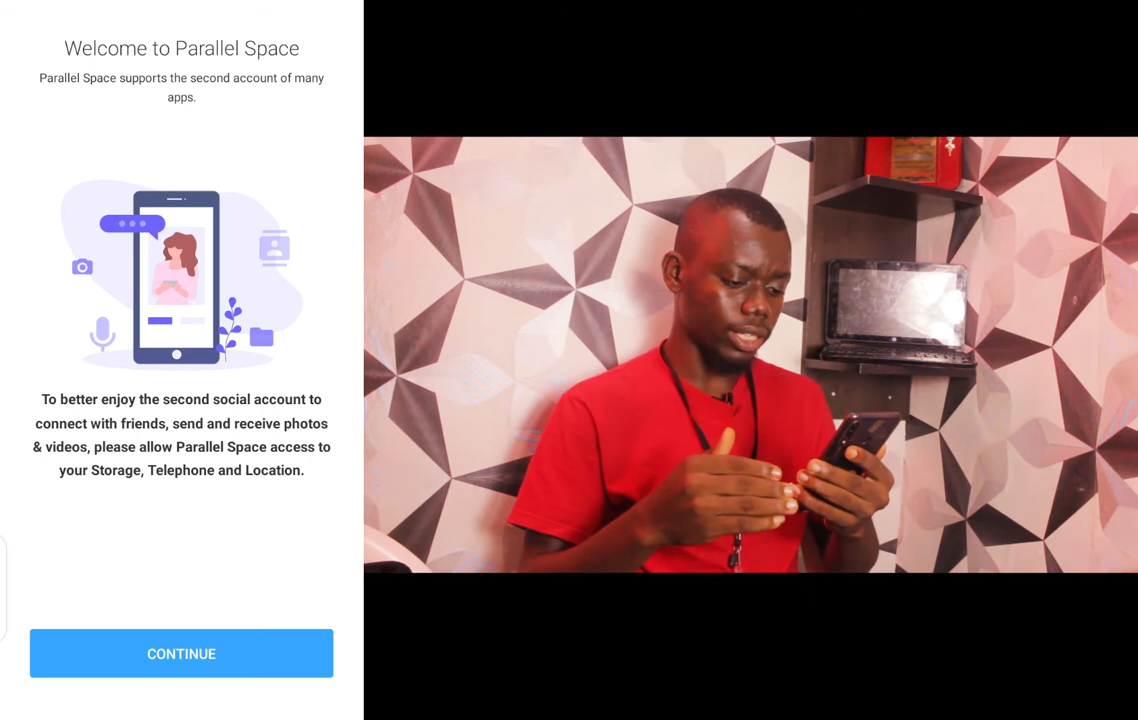 Welcome to Parallel Space
Parallel Space supports the second account of many
apps.
To better enjoy the second social account to
connect with friends, send and receive photos
& videos, please allow Parallel Space access to
your Storage, Telephone and Location.
CONTINUE